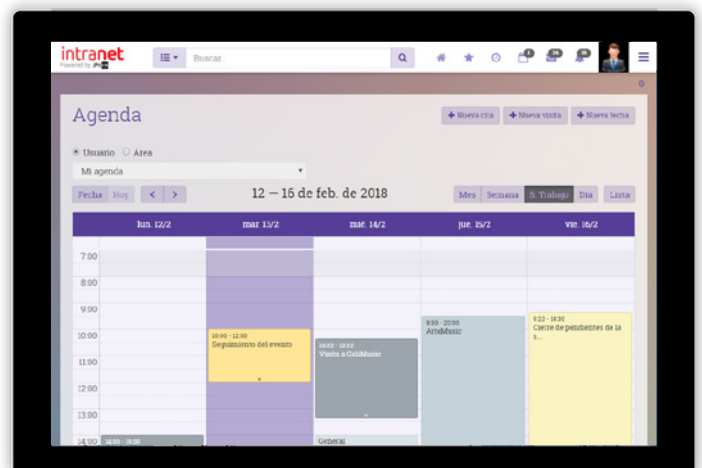 intranet
Powered by
Buscar...
Agenda
Nueva cita
Nueva visita
Nueva fecha
Usuario
Área
Mi agenda
Fecha
Hoy
12 — 16 de feb. de 2018
Mes
Semana
S. Trabajo
Día
Lista
lun. 12/2
mar. 13/2
mié. 14/2
jue. 15/2
vie. 16/2
7:00
8:00
9:00
10:00
11:00
12:00
13:00
14:00
10:00 - 12:00
Seguimiento del evento
Visita a CaliMusic
9:30 - 20:00
ArteMusic
9:22 - 18:30
Cierre de pendientes de la
s...
14:00 - 19:00
General